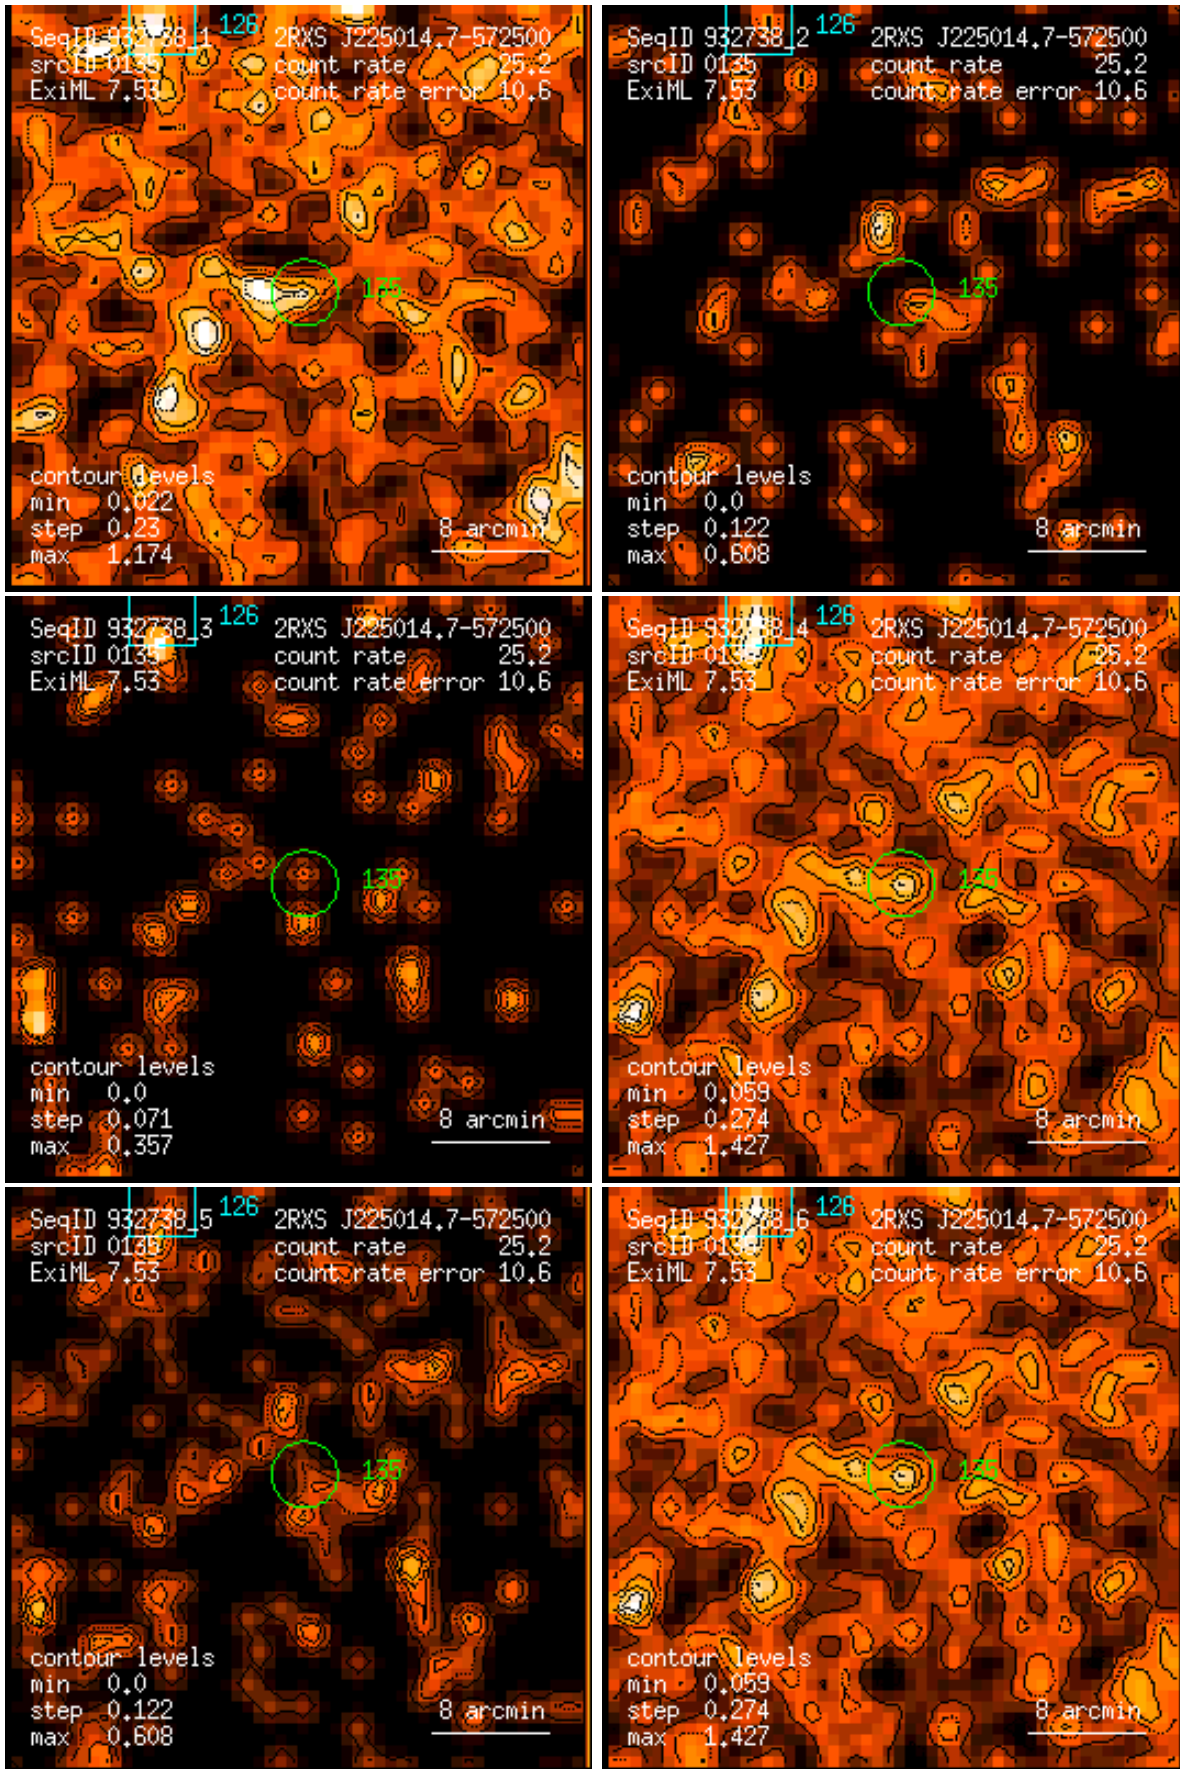 126
SeqID 932738_1 2RXS J225014.7-572500
srcID 0135 count rate 25.2
ExiML 7.53 count rate error 10.6
135
contour levels
min 0.022
step 0.23
max 1.174
8 arcmin
126
SeqID 932738_2 2RXS J225014.7-572500
srcID 0135 count rate 25.2
ExiML 7.53 count rate error 10.6
135
contour levels
min 0.0
step 0.122
max 0.608
8 arcmin
126
SeqID 932738_3 2RXS J225014.7-572500
srcID 0135 count rate 25.2
ExiML 7.53 count rate error 10.6
135
contour levels
min 0.0
step 0.071
max 0.357
8 arcmin
126
SeqID 932738_4 2RXS J225014.7-572500
srcID 0135 count rate 25.2
ExiML 7.53 count rate error 10.6
135
contour levels
min 0.059
step 0.274
max 1.427
8 arcmin
126
SeqID 932738_5 2RXS J225014.7-572500
srcID 0135 count rate 25.2
ExiML 7.53 count rate error 10.6
135
contour levels
min 0.0
step 0.122
max 0.608
8 arcmin
126
SeqID 932738_6 2RXS J225014.7-572500
srcID 0135 count rate 25.2
ExiML 7.53 count rate error 10.6
135
contour levels
min 0.059
step 0.274
max 1.427
8 arcmin